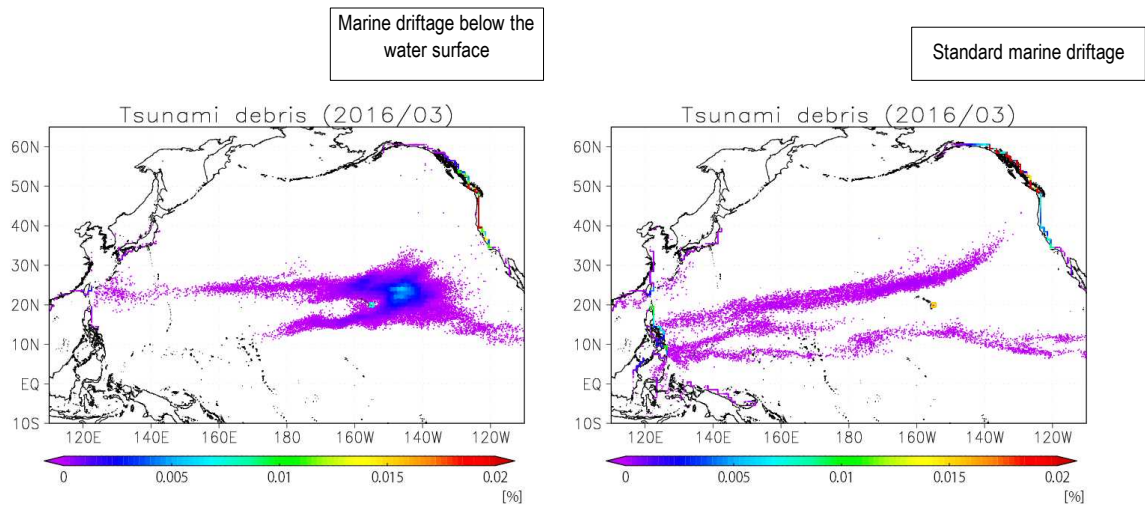 Marine driftage below the
water surface
Standard marine driftage
Tsunami debris (2016/03)
60N
50N
40N
30N
20N
10N
EQ
10S
120E 140E 160E 180 160W 140W 120W
0 0.005 0.01 0.015 0.02
[%]
Tsunami debris (2016/03)
60N
50N
40N
30N
20N
10N
EQ
10S
120E 140E 160E 180 160W 140W 120W
0 0.005 0.01 0.015 0.02
[%]